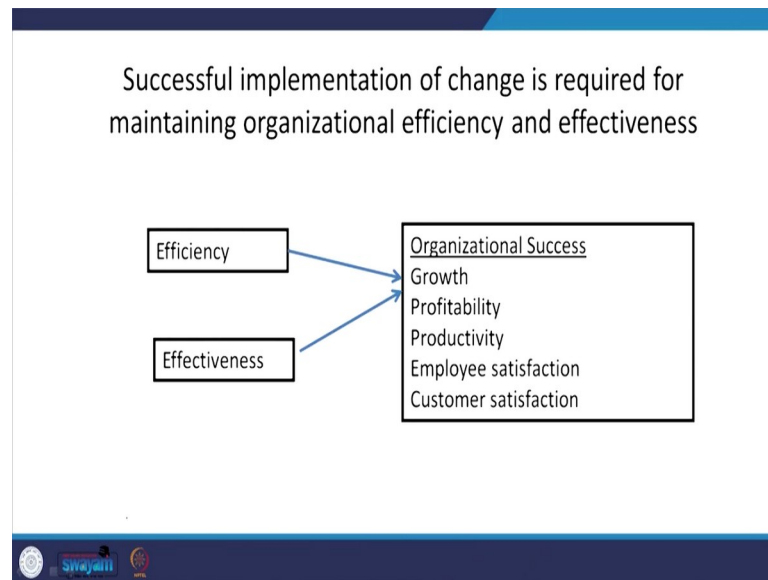 Successful implementation of change is required for
maintaining organizational efficiency and effectiveness
Efficiency
Effectiveness
Organizational Success
Growth
Profitability
Productivity
Employee satisfaction
Customer satisfaction
swayam